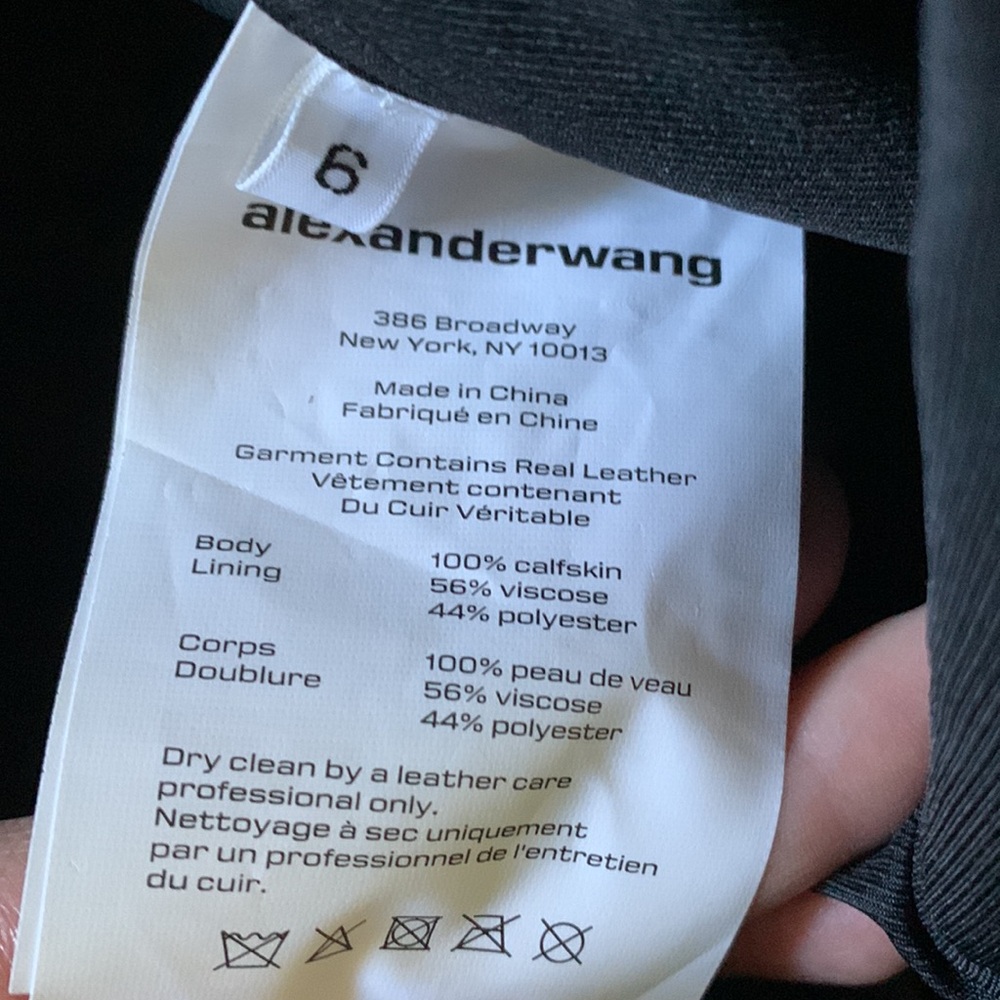 6
alexanderwang
386 Broadway
New York, NY 10013
Made in China
Fabriqué en Chine
Garment Contains Real Leather
Vêtement contenant
Du Cuir Véritable
Body 100% calfskin
Lining 56% viscose
44% polyester
Corps 100% peau de veau
Doublure 56% viscose
44% polyester
Dry clean by a leather care
professional only.
Nettoyage à sec uniquement
par un professionnel de l'entretien
du cuir.